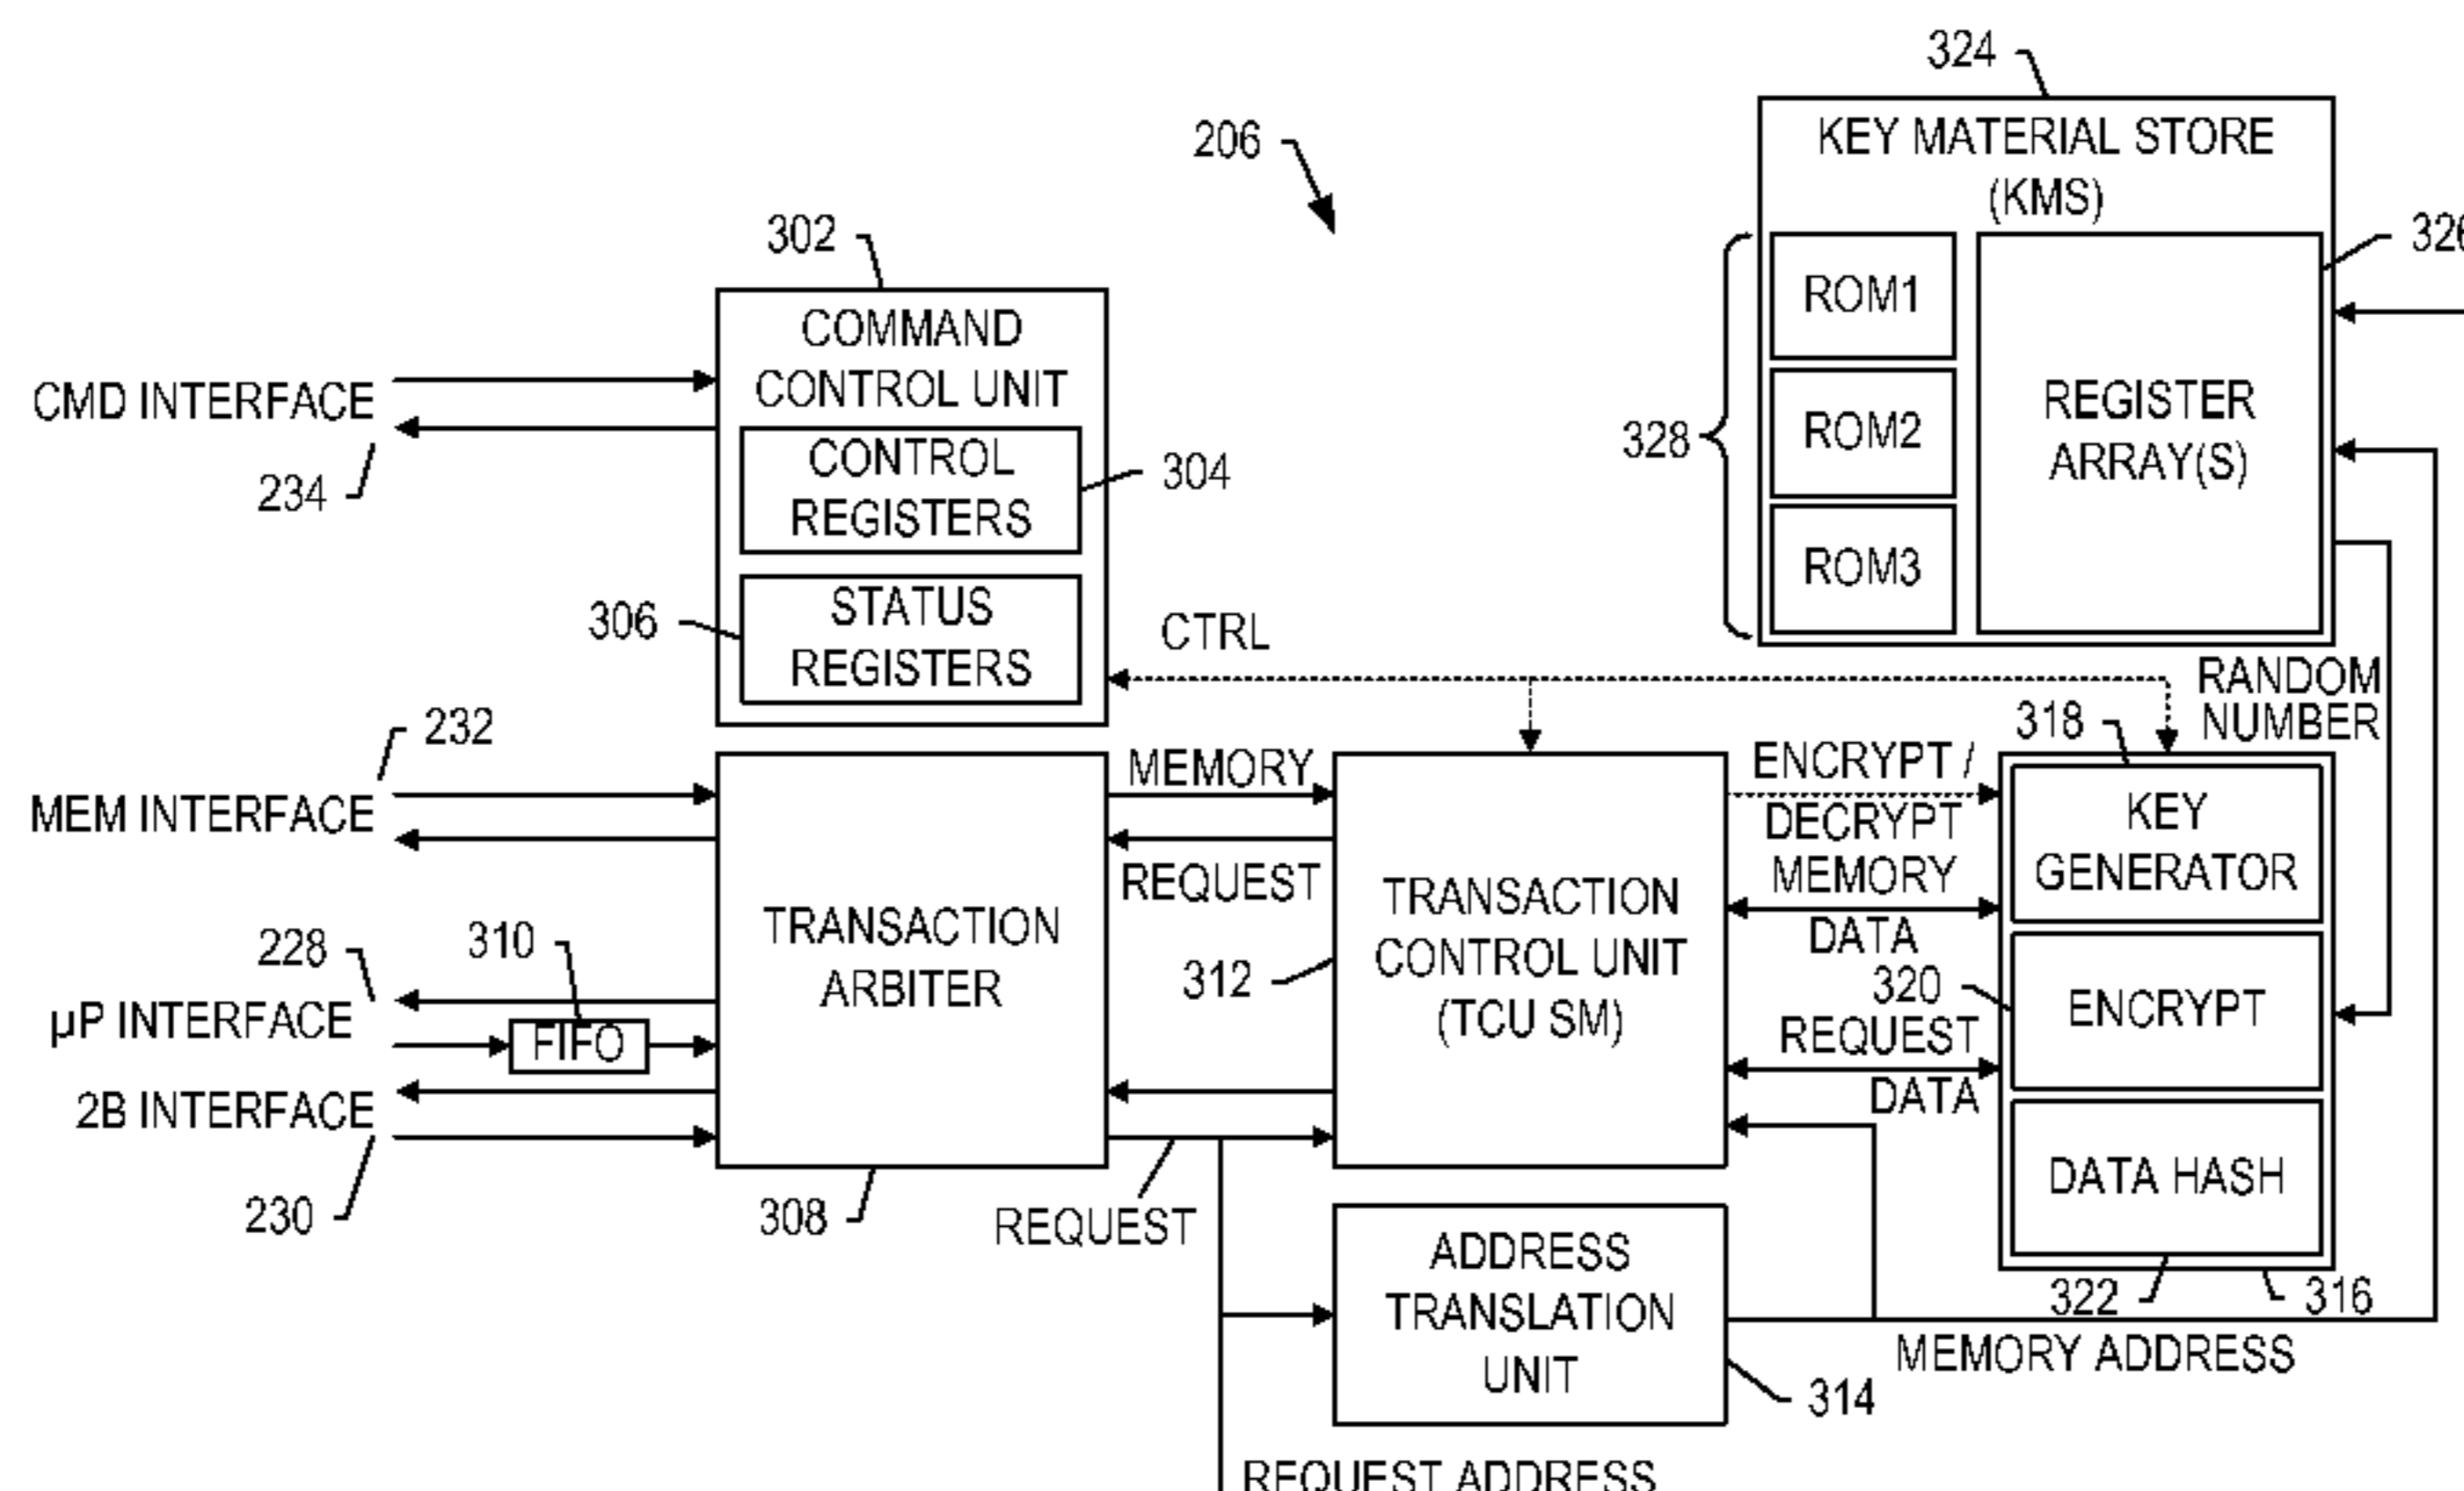 324
KEY MATERIAL STORE
(KMS)
206
302
326
ROM1
COMMAND
CONTROL UNIT
CMD INTERFACE
REGISTER
ARRAY(S)
328
ROM2
CONTROL
REGISTERS
304
234
ROM3
STATUS
REGISTERS
306
CTRL
RANDOM
NUMBER
318
232
MEMORY
ENCRYPT /
DECRYPT
MEM INTERFACE
KEY
GENERATOR
REQUEST
MEMORY
DATA
TRANSACTION
ARBITER
TRANSACTION
CONTROL UNIT
(TCU SM)
310
228
312
320
ENCRYPT
µP INTERFACE
FIFO
REQUEST
DATA
2B INTERFACE
DATA HASH
230
308
REQUEST
ADDRESS
TRANSLATION
UNIT
322
316
MEMORY ADDRESS
314
REQUEST ADDRESS